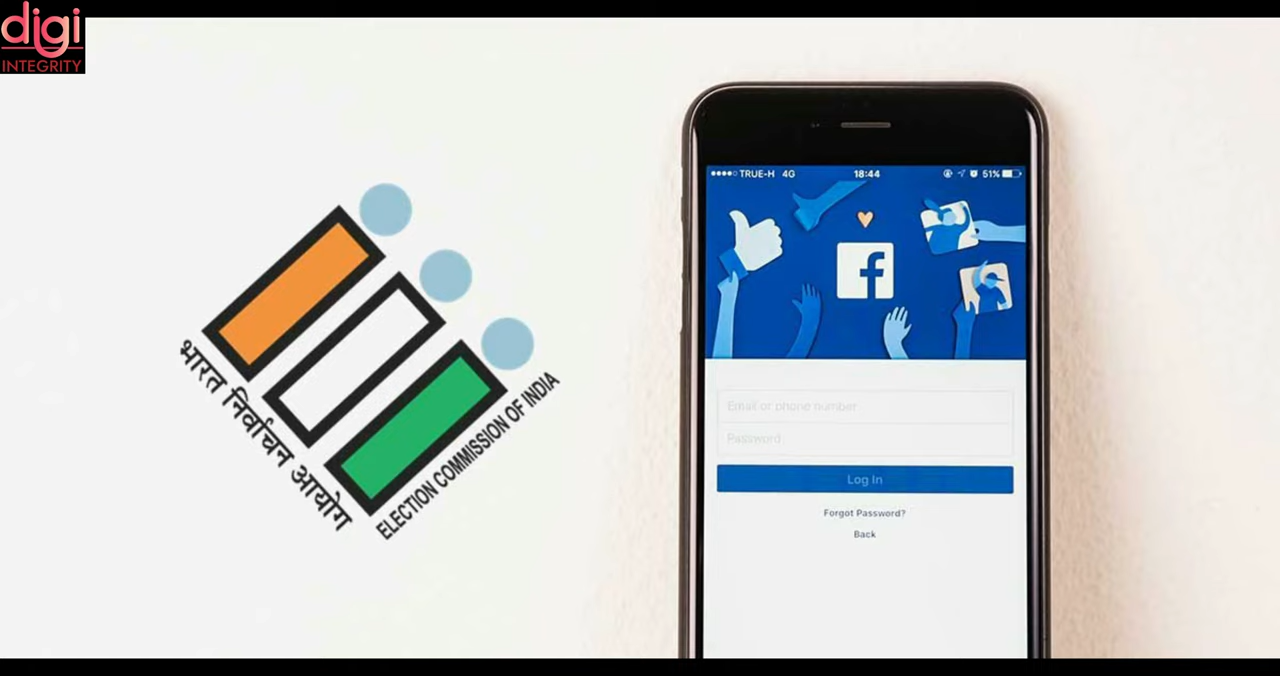 digi
INTEGRITY
भारत निर्वाचन आयोग
ELECTION COMMISSION OF INDIA
TRUE-H 4G 18:44 51%
f
Email or phone number
Password
Log In
Forgot Password?
Back